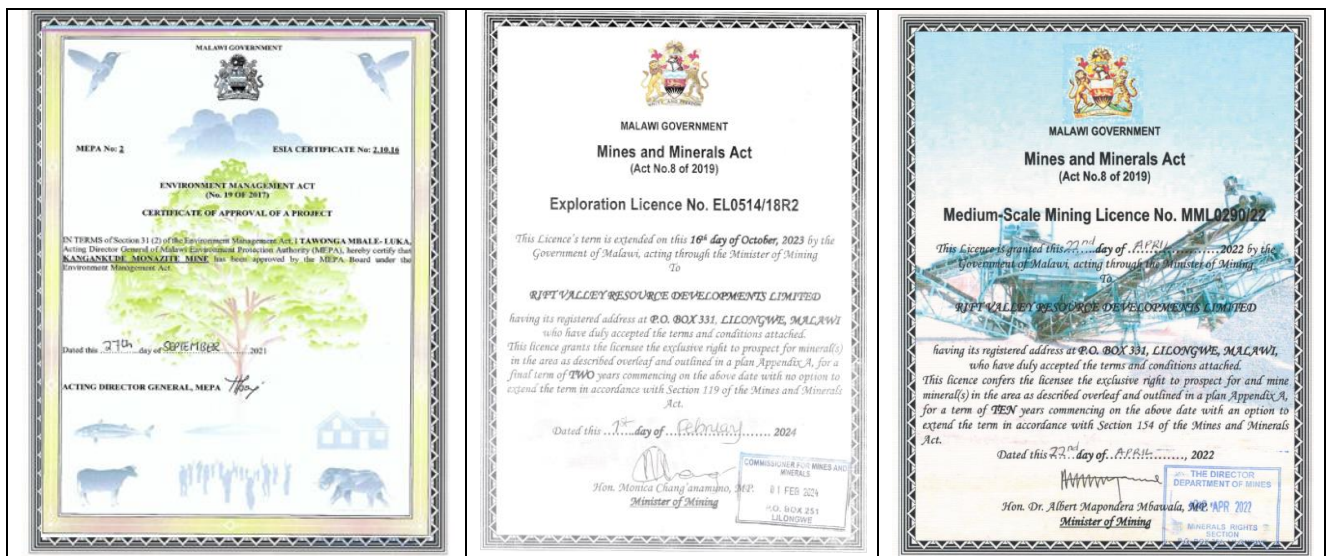 MALAWI GOVERNMENT
MEPA No: 2 ESIA CERTIFICATE No: 2.10.16
ENVIRONMENT MANAGEMENT ACT
(No. 19 OF 2017)
CERTIFICATE OF APPROVAL OF A PROJECT
IN TERMS of Section 31 (2) of the Environment Management Act, I TAWONGA MBALE- LUKA,
Acting Director General of Malawi Environment Protection Authority (MEPA), hereby certify that
KANGANKUDE MONAZITE MINE has been approved by the MEPA Board under the
Environment Management Act.
Dated this 27th day of SEPTEMBER 2021
ACTING DIRECTOR GENERAL, MEPA
MALAWI GOVERNMENT
Mines and Minerals Act
(Act No.8 of 2019)
Exploration Licence No. EL0514/18R2
This Licence's term is extended on this 16th day of October, 2023 by the
Government of Malawi, acting through the Minister of Mining
To
RIFT VALLEY RESOURCE DEVELOPMENTS LIMITED
having its registered address at P.O. BOX 331, LILONGWE, MALAWI
who have duly accepted the terms and conditions attached.
This licence grants the licensee the exclusive right to prospect for mineral(s)
in the area as described overleaf and outlined in a plan Appendix A, for a
final term of TWO years commencing on the above date with no option to
extend the term in accordance with Section 119 of the Mines and Minerals
Act.
Dated this 1st day of February 2024
COMMISSIONER FOR MINES AND
MINERALS
01 FEB 2024
P.O. BOX 251
LILONGWE
Hon. Monica Chang'anamuno, MP.
Minister of Mining
MALAWI GOVERNMENT
Mines and Minerals Act
(Act No.8 of 2019)
Medium-Scale Mining Licence No. MML0290/22
This Licence is granted this 22nd day of APRIL 2022 by the
Government of Malawi, acting through the Minister of Mining
To
RIFT VALLEY RESOURCE DEVELOPMENTS LIMITED
having its registered address at P.O. BOX 331, LILONGWE, MALAWI,
who have duly accepted the terms and conditions attached.
This licence confers the licensee the exclusive right to prospect for and mine
mineral(s) in the area as described overleaf and outlined in a plan Appendix A,
for a term of TEN years commencing on the above date with an option to
extend the term in accordance with Section 154 of the Mines and Minerals
Act.
Dated this 22nd day of APRIL, 2022
THE DIRECTOR
DEPARTMENT OF MINES
APR 2022
MINERALS RIGHTS
SECTION
Hon. Dr. Albert Mapondera Mbawala, MP.
Minister of Mining